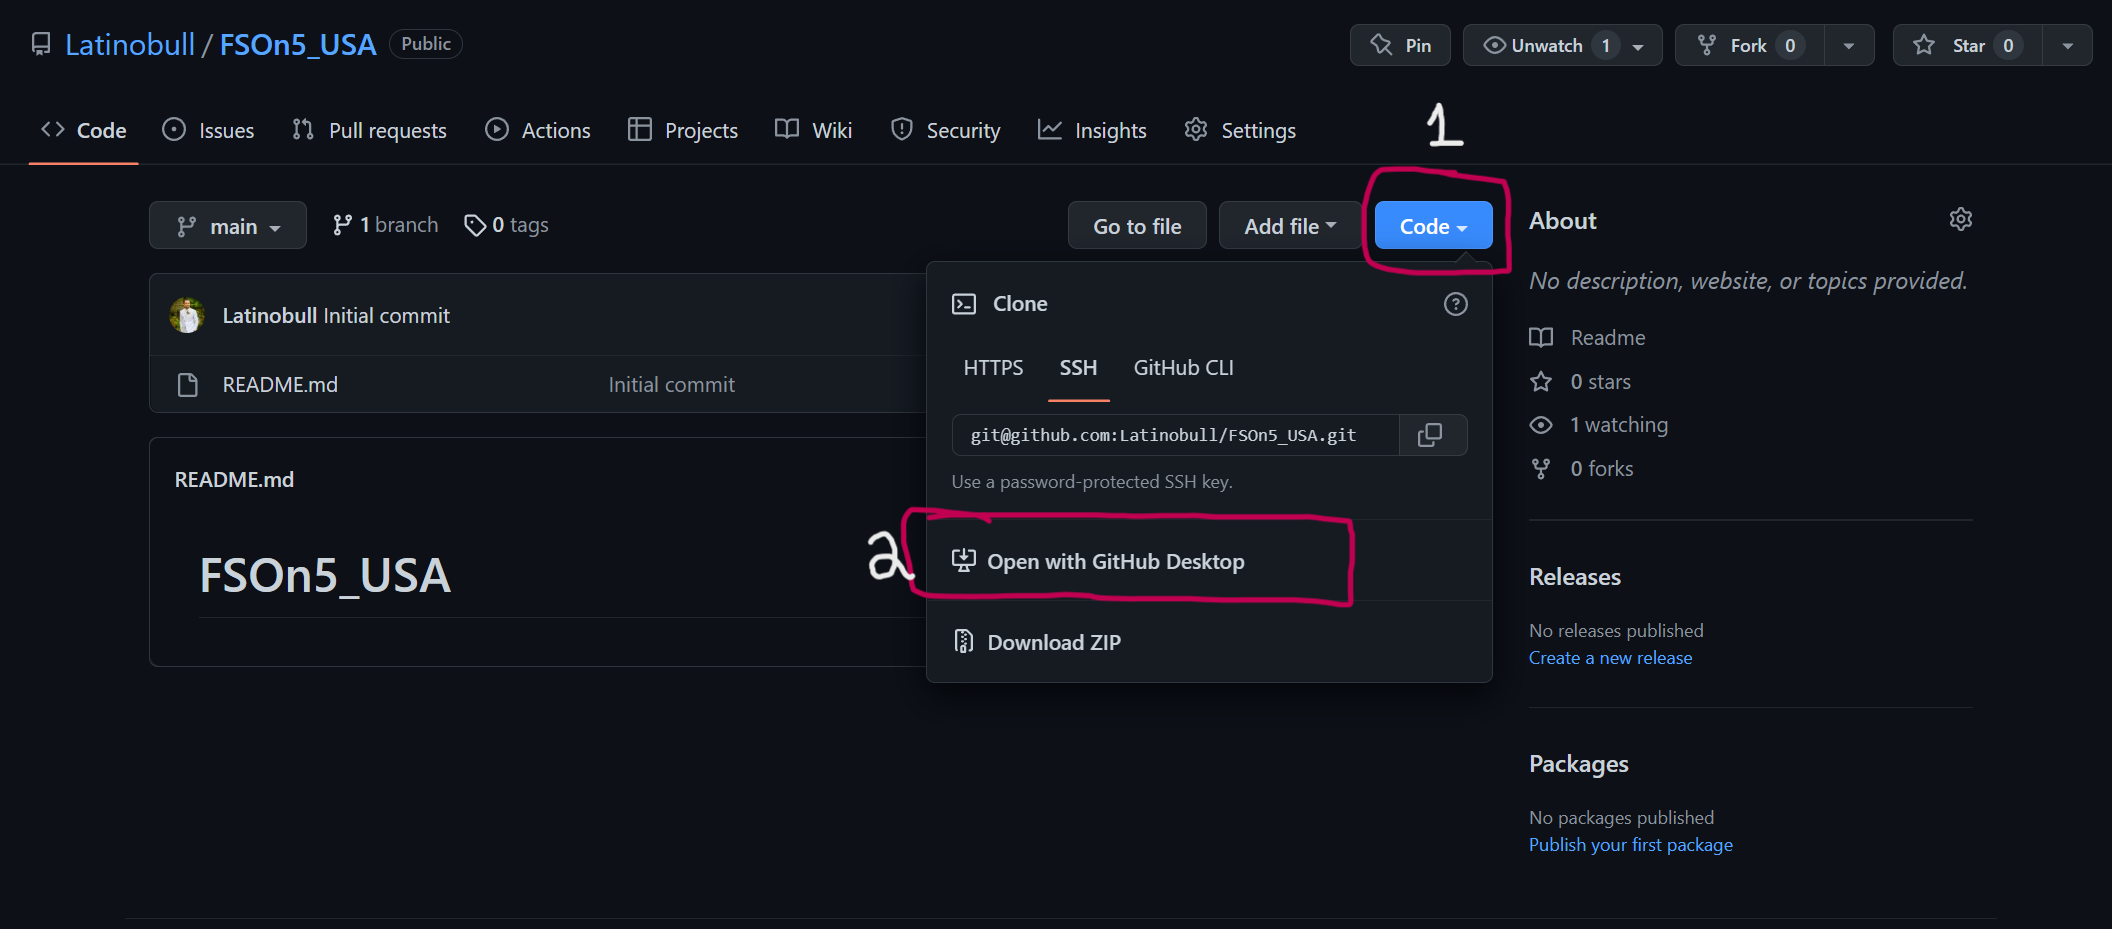 Latinobull / FSOn5_USA Public
Pin
Unwatch 1
Fork 0
Star 0
Code
Issues
Pull requests
Actions
Projects
Wiki
Security
Insights
Settings
1
main
1 branch
0 tags
Go to file
Add file
Code
Latinobull Initial commit
README.md
Initial commit
README.md
FSOn5_USA
Clone
HTTPS
SSH
GitHub CLI
git@github.com:Latinobull/FSOn5_USA.git
Use a password-protected SSH key.
2
Open with GitHub Desktop
Download ZIP
About
No description, website, or topics provided.
Readme
0 stars
1 watching
0 forks
Releases
No releases published
Create a new release
Packages
No packages published
Publish your first package